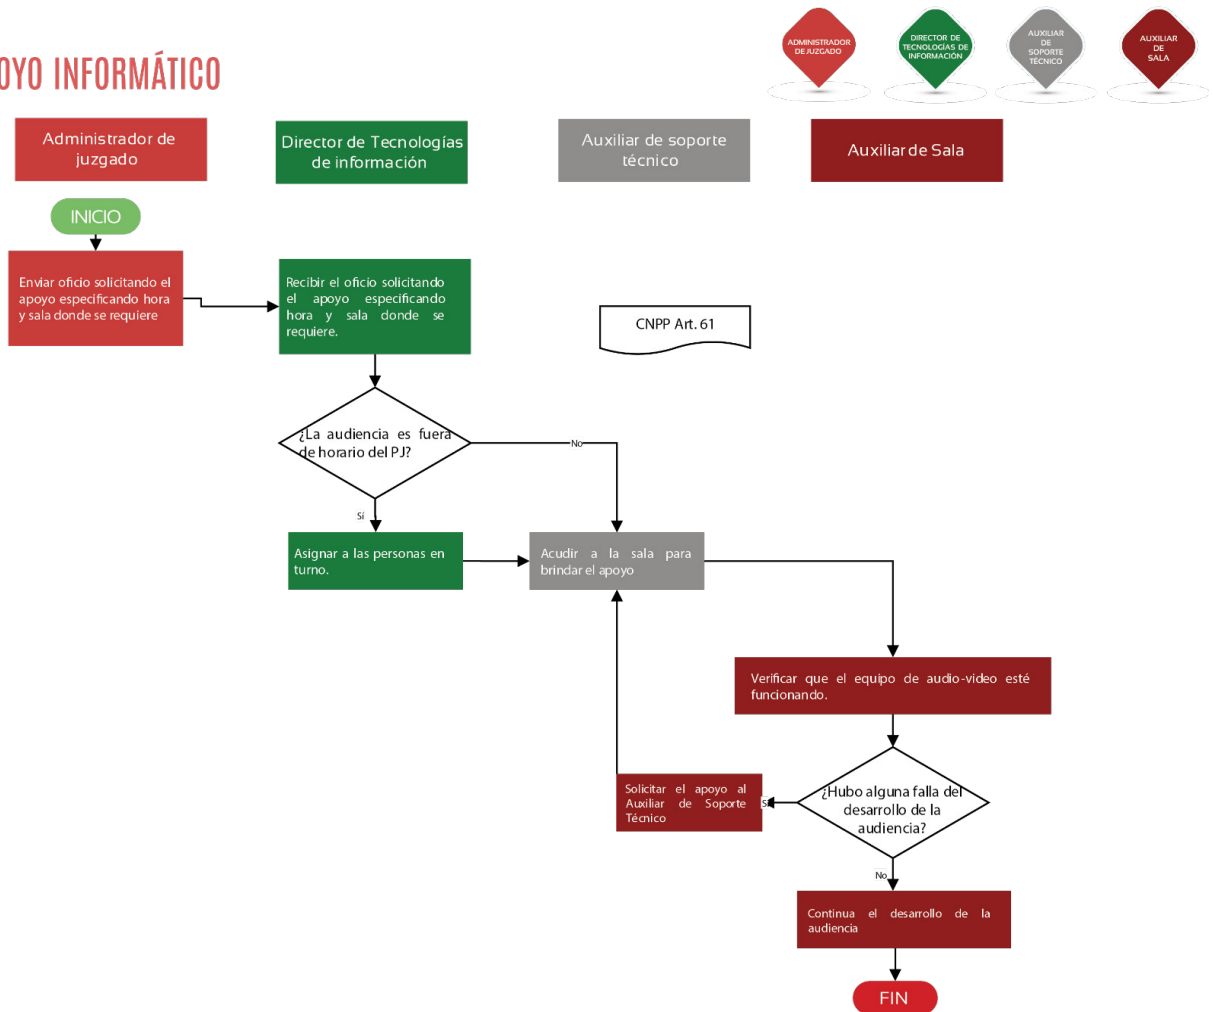 ADMINISTRADOR
DE JUZGADO
DIRECTOR DE
TECNOLOGÍAS DE
INFORMACIÓN
AUXILIAR
DE
SOPORTE
TÉCNICO
AUXILIAR
DE
SALA
OYO INFORMÁTICO
Administrador de
juzgado
Director de Tecnologías
de información
Auxiliar de soporte
técnico
Auxiliar de Sala
INICIO
Enviar oficio solicitando el
apoyo especificando hora
y sala donde se requiere
Recibir el oficio solicitando
el apoyo especificando
hora y sala donde se
requiere.
CNPP Art. 61
¿La audiencia es fuera
de horario del PJ?
No
Sí
Asignar a las personas en
turno.
Acudir a la sala para
brindar el apoyo
Verificar que el equipo de audio-video esté
funcionando.
¿Hubo alguna falla del
desarrollo de la
audiencia?
Sí
Solicitar el apoyo al
Auxiliar de Soporte
Técnico
No
Continua el desarrollo de la
audiencia
FIN